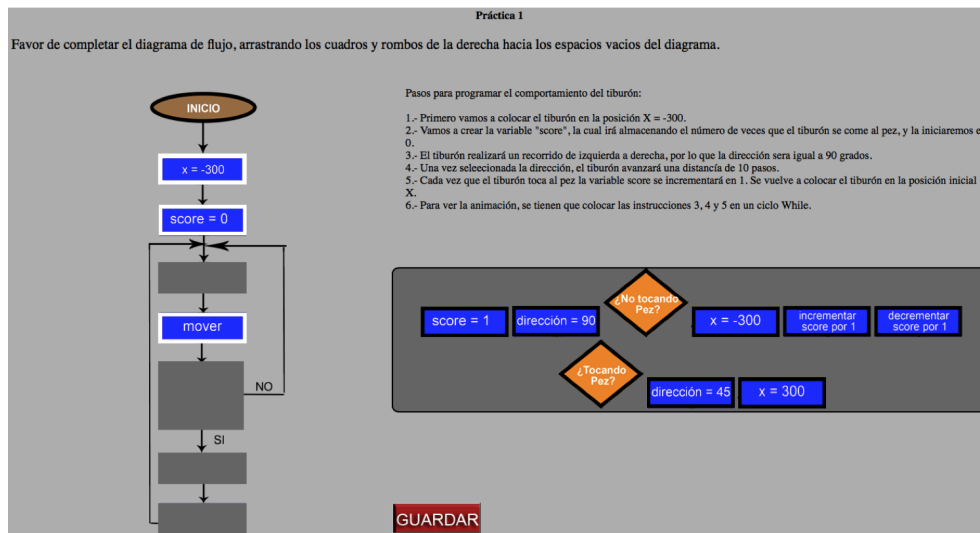 Práctica 1
Favor de completar el diagrama de flujo, arrastrando los cuadros y rombos de la derecha hacia los espacios vacios del diagrama.
INICIO
x = -300
score = 0
mover
NO
SI
Pasos para programar el comportamiento del tiburón:
1.- Primero vamos a colocar el tiburón en la posición X = -300.
2.- Vamos a crear la variable "score", la cual irá almacenando el número de veces que el tiburón se come al pez, y la iniciaremos e
0.
3.- El tiburón realizará un recorrido de izquierda a derecha, por lo que la dirección sera igual a 90 grados.
4.- Una vez seleecionada la dirección, el tiburón avanzará una distancía de 10 pasos.
5.- Cada vez que el tiburón toca al pez la variable score se incrementará en 1. Se vuelve a colocar el tiburón en la posición inicial
X.
6.- Para ver la animación, se tienen que colocar las instrucciones 3, 4 y 5 en un ciclo While.
score = 1
dirección = 90
¿No tocando
Pez?
x = -300
incrementar
score por 1
decrementar
score por 1
¿Tocando
Pez?
dirección = 45
x = 300
GUARDAR